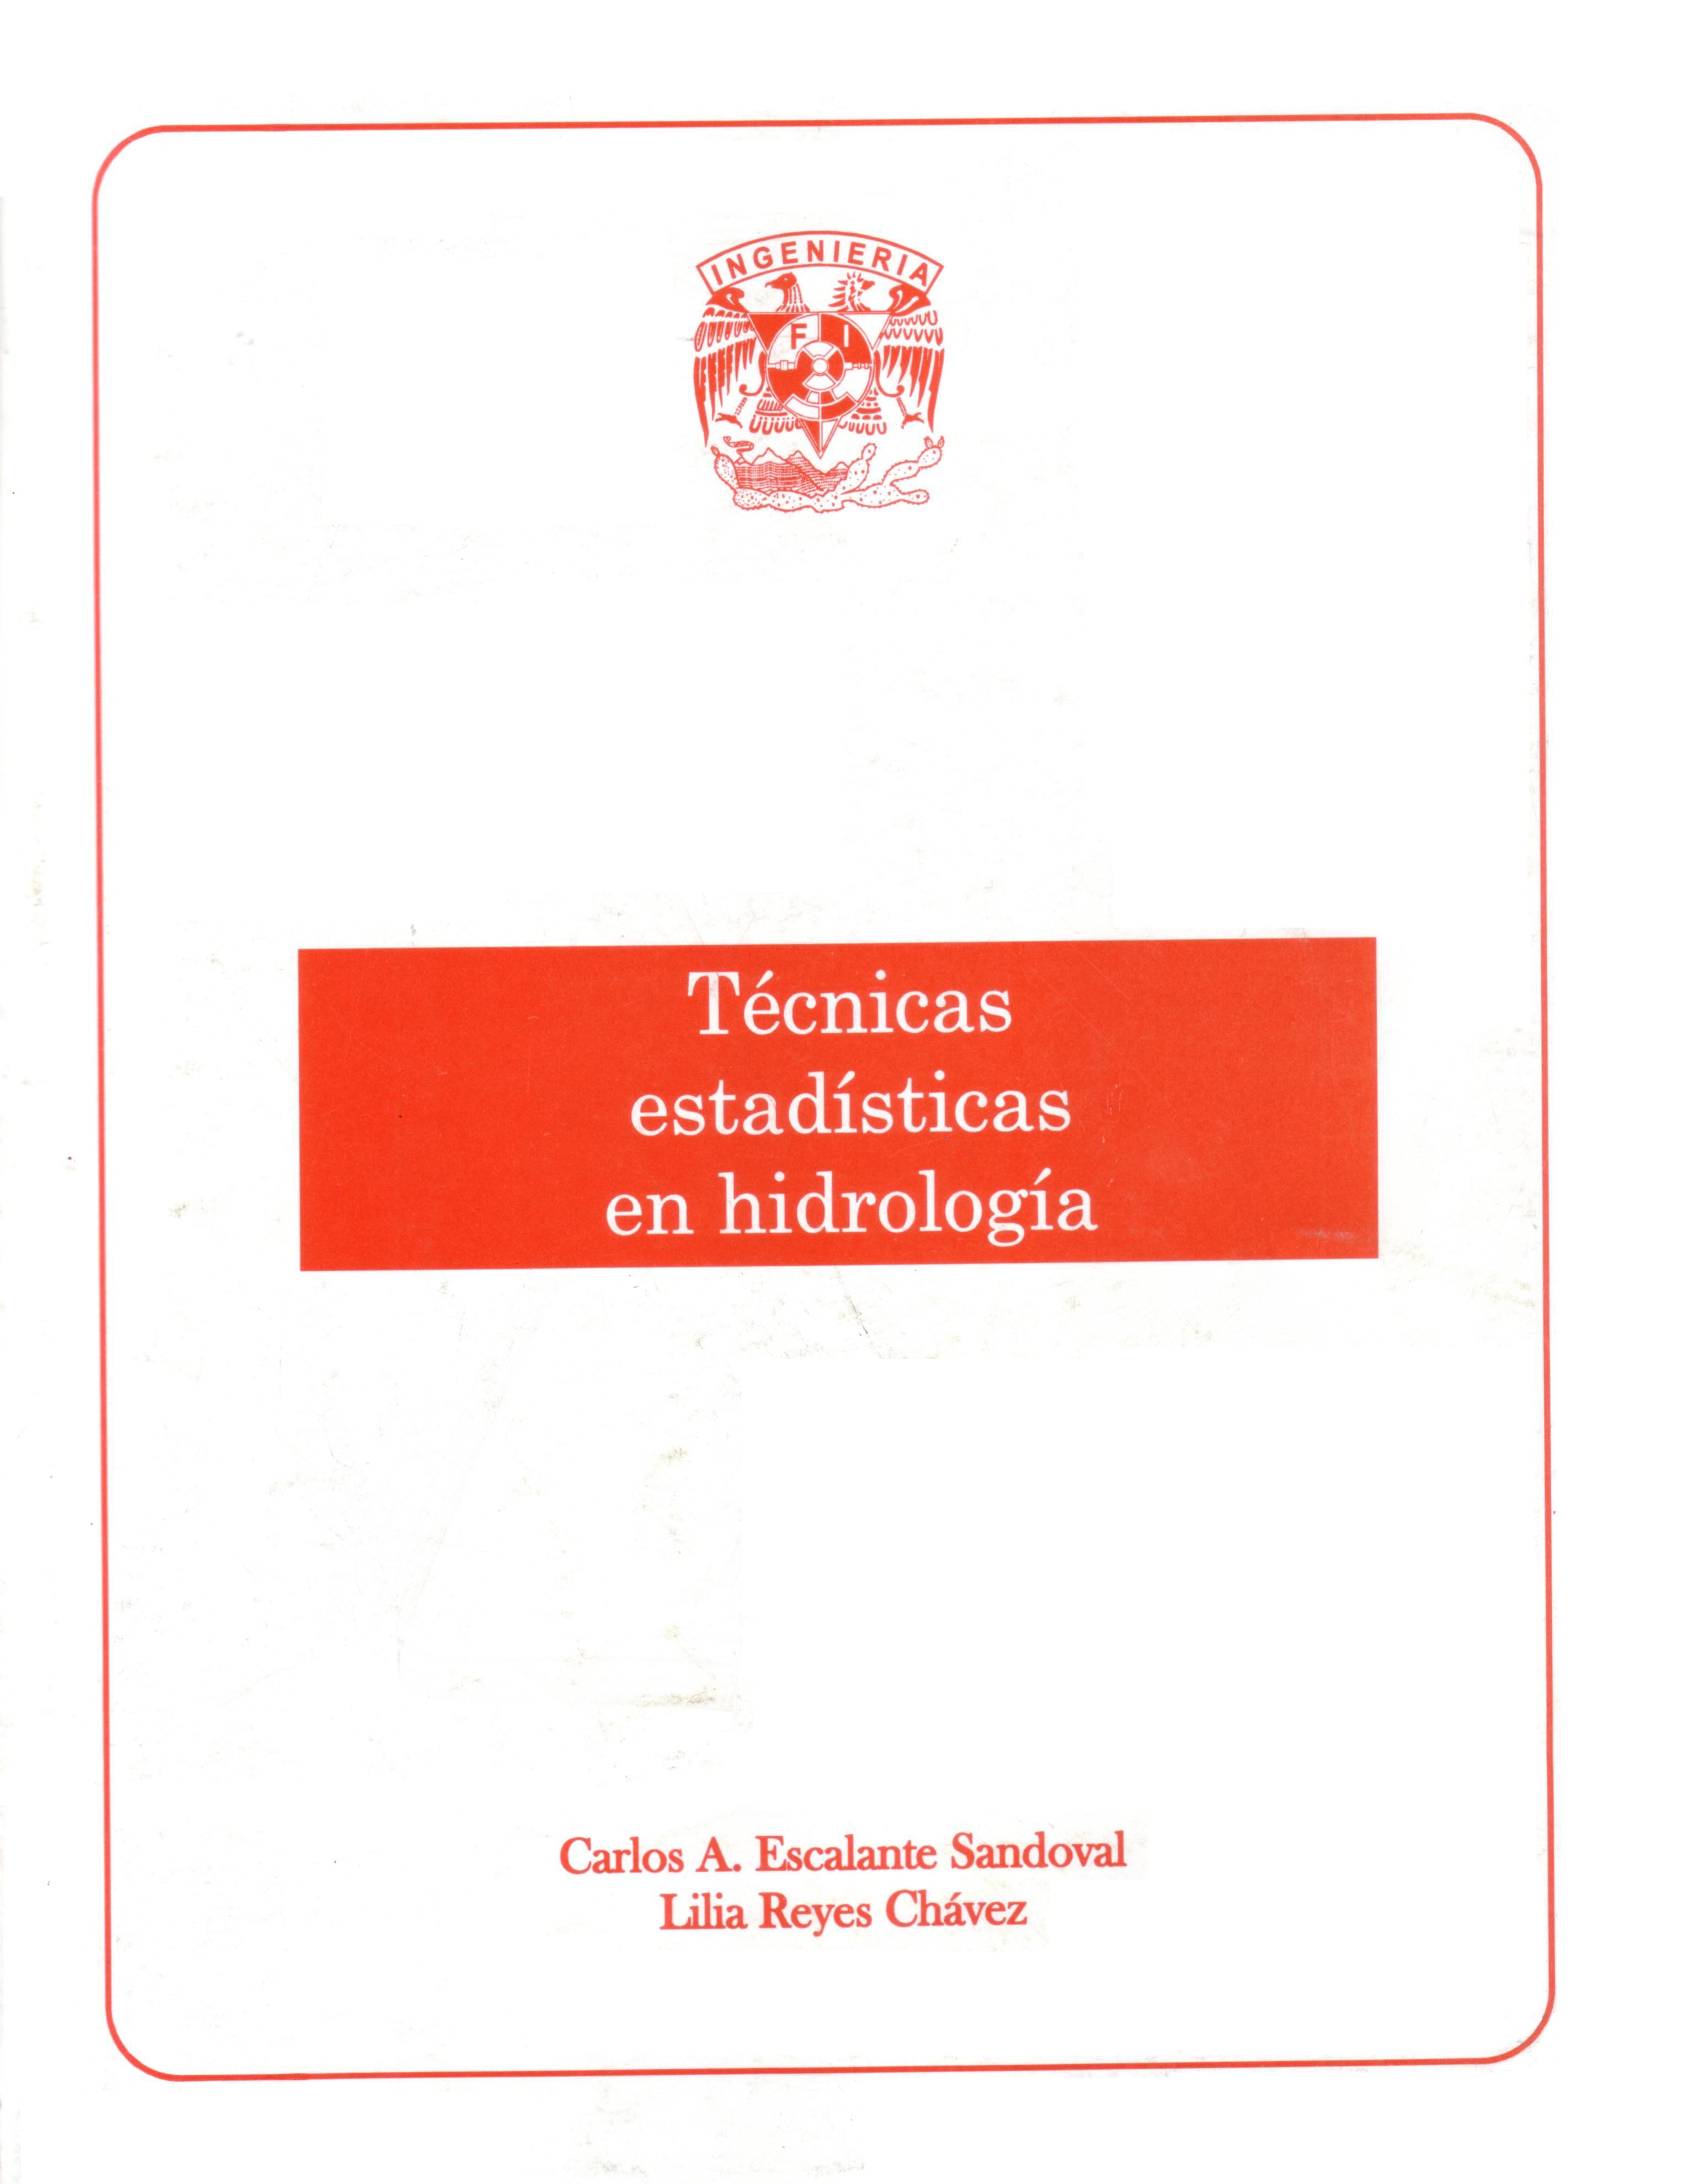 INGENIERIA
F I
Técnicas
estadísticas
en hidrología
Carlos A. Escalante Sandoval
Lilia Reyes Chávez